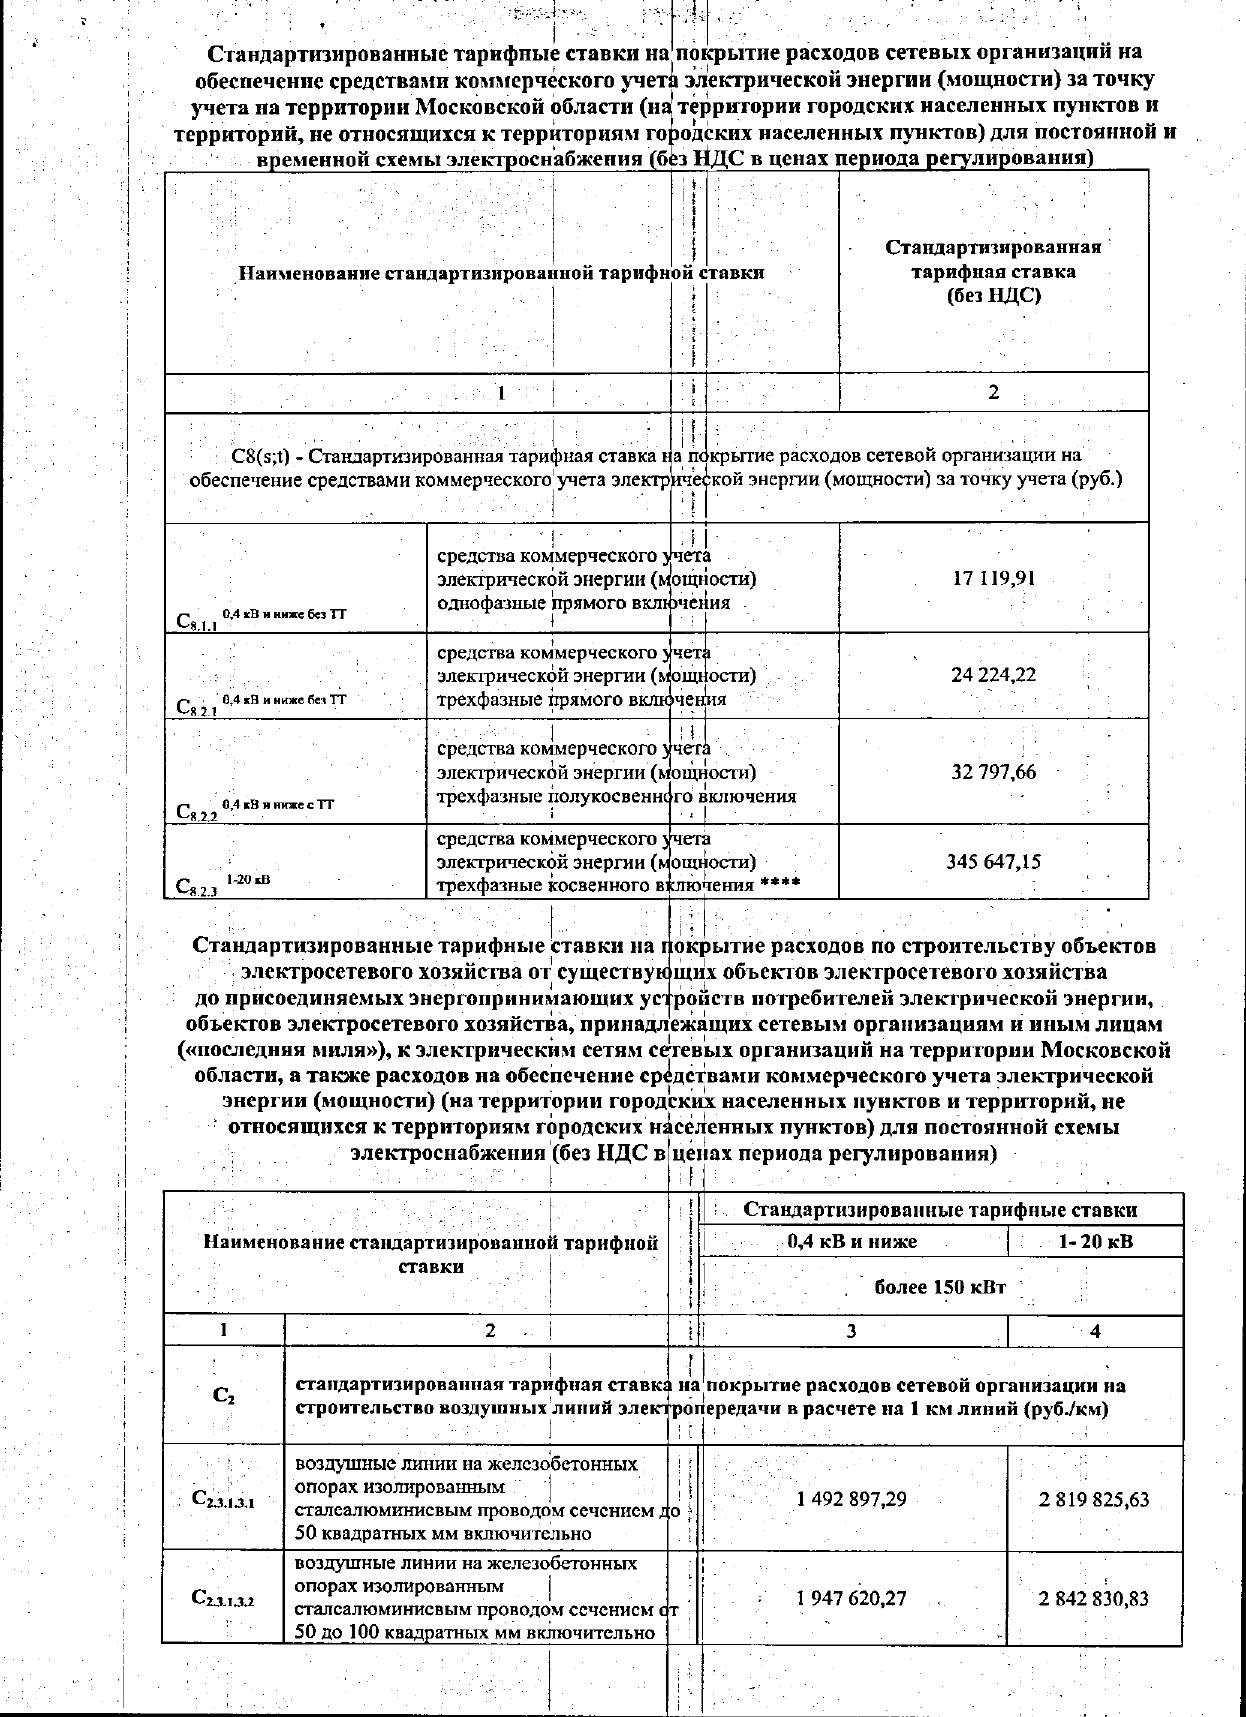 Стандартизированные тарифные ставки на покрытие расходов сетевых организаций на
обеспечение средствами коммерческого учета электрической энергии (мощности) за точку
учета на территории Московской области (на территории городских населенных пунктов и
территорий, не относящихся к территориям городских населенных пунктов) для постоянной и
временной схемы электроснабжения (без НДС в ценах периода регулирования)
Наименование стандартизированной тарифной ставки
Стандартизированная
тарифная ставка
(без НДС)
1 2
C8(s;t) - Стандартизированная тарифная ставка на покрытие расходов сетевой организации на
обеспечение средствами коммерческого учета электрической энергии (мощности) за точку учета (руб.)
C8.1.1 0,4 кВ и ниже без ТТ
средства коммерческого учета
электрической энергии (мощности)
однофазные прямого включения
17 119,91
C8.2.1 0,4 кВ и ниже без ТТ
средства коммерческого учета
электрической энергии (мощности)
трехфазные прямого включения
24 224,22
C8.2.2 0,4 кВ и ниже с ТТ
средства коммерческого учета
электрической энергии (мощности)
трехфазные полукосвенного включения
32 797,66
C8.2.3 1-20 кВ
средства коммерческого учета
электрической энергии (мощности)
трехфазные косвенного включения ****
345 647,15
Стандартизированные тарифные ставки на покрытие расходов по строительству объектов
электросетевого хозяйства от существующих объектов электросетевого хозяйства
до присоединяемых энергопринимающих устройств потребителей электрической энергии,
объектов электросетевого хозяйства, принадлежащих сетевым организациям и иным лицам
(«последняя миля»), к электрическим сетям сетевых организаций на территории Московской
области, а также расходов на обеспечение средствами коммерческого учета электрической
энергии (мощности) (на территории городских населенных пунктов и территорий, не
относящихся к территориям городских населенных пунктов) для постоянной схемы
электроснабжения (без НДС в ценах периода регулирования)
Наименование стандартизированной тарифной
ставки
Стандартизированные тарифные ставки
0,4 кВ и ниже 1- 20 кВ
более 150 кВт
1 2 3 4
C2
стандартизированная тарифная ставка на покрытие расходов сетевой организации на
строительство воздушных линий электропередачи в расчете на 1 км линий (руб./км)
C2.3.1.3.1
воздушные линии на железобетонных
опорах изолированным
сталеалюминиевым проводом сечением до
50 квадратных мм включительно
1 492 897,29 2 819 825,63
C2.3.1.3.2
воздушные линии на железобетонных
опорах изолированным
сталеалюминиевым проводом сечением от
50 до 100 квадратных мм включительно
1 947 620,27 2 842 830,83